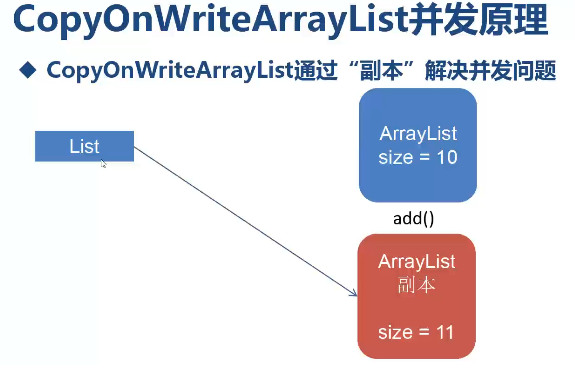 CopyOnWriteArrayList并发原理
◆ CopyOnWriteArrayList通过“副本”解决并发问题
List
ArrayList
size = 10
add()
ArrayList
副本
size = 11